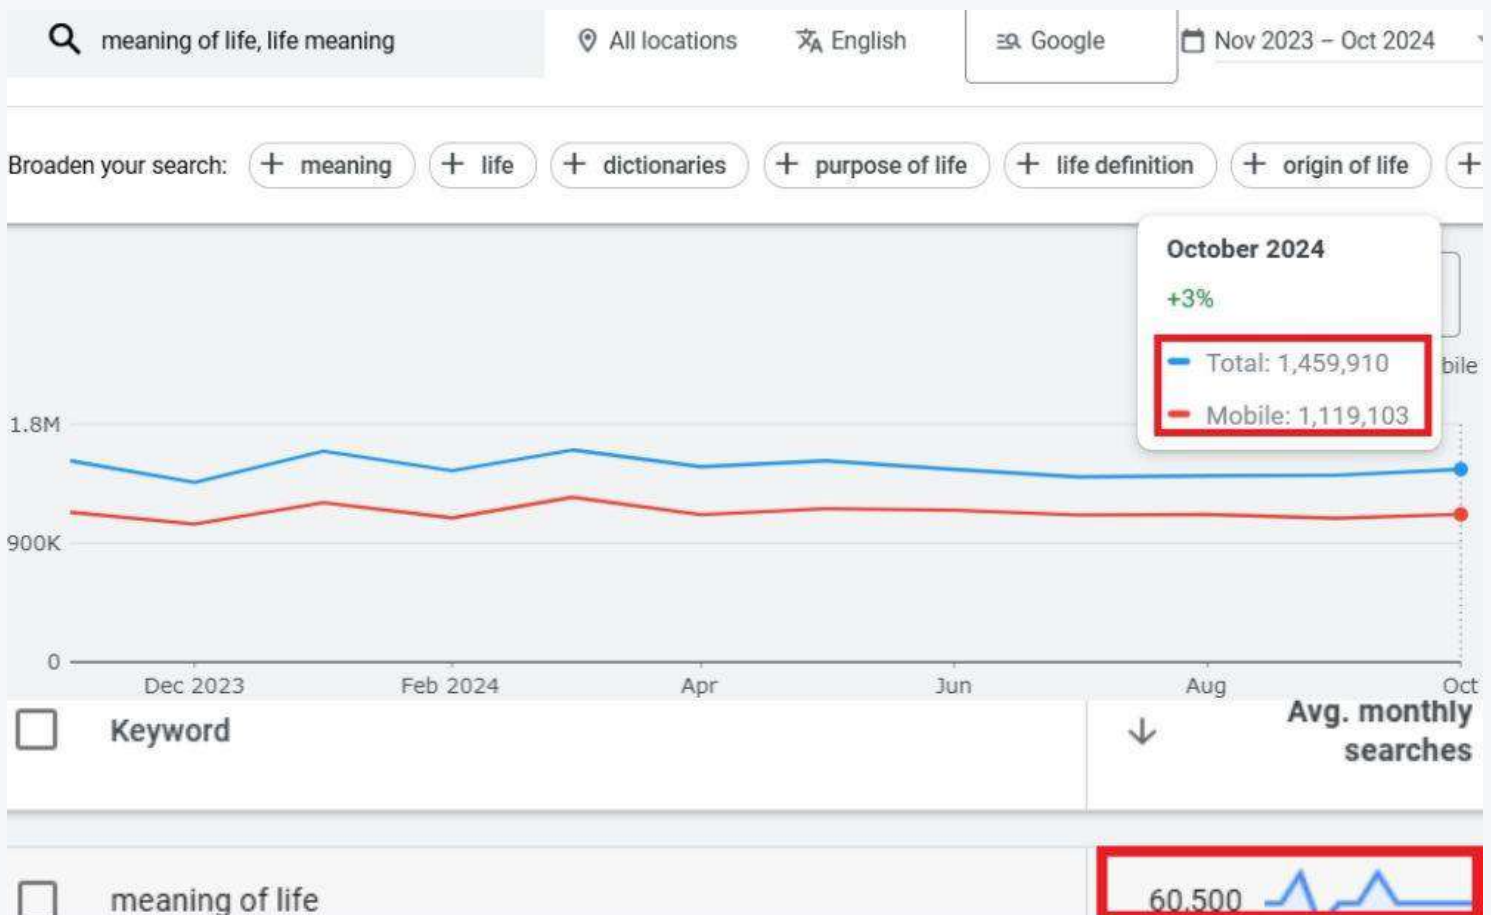 meaning of life, life meaning All locations English Google Nov 2023 – Oct 2024
Broaden your search: + meaning + life + dictionaries + purpose of life + life definition + origin of life +
October 2024
+3%
Total: 1,459,910
bile
Mobile: 1,119,103
1.8M
900K
0
Dec 2023 Feb 2024 Apr Jun Aug Oct
Keyword Avg. monthly
searches
meaning of life 60,500